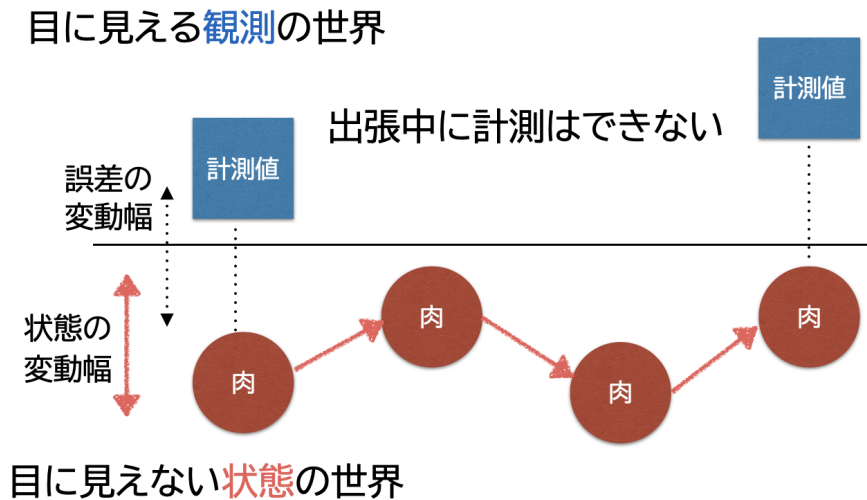 目に見える観測の世界
計測値
出張中に計測はできない
計測値
誤差の
変動幅
状態の
変動幅
肉
肉
肉
肉
目に見えない状態の世界